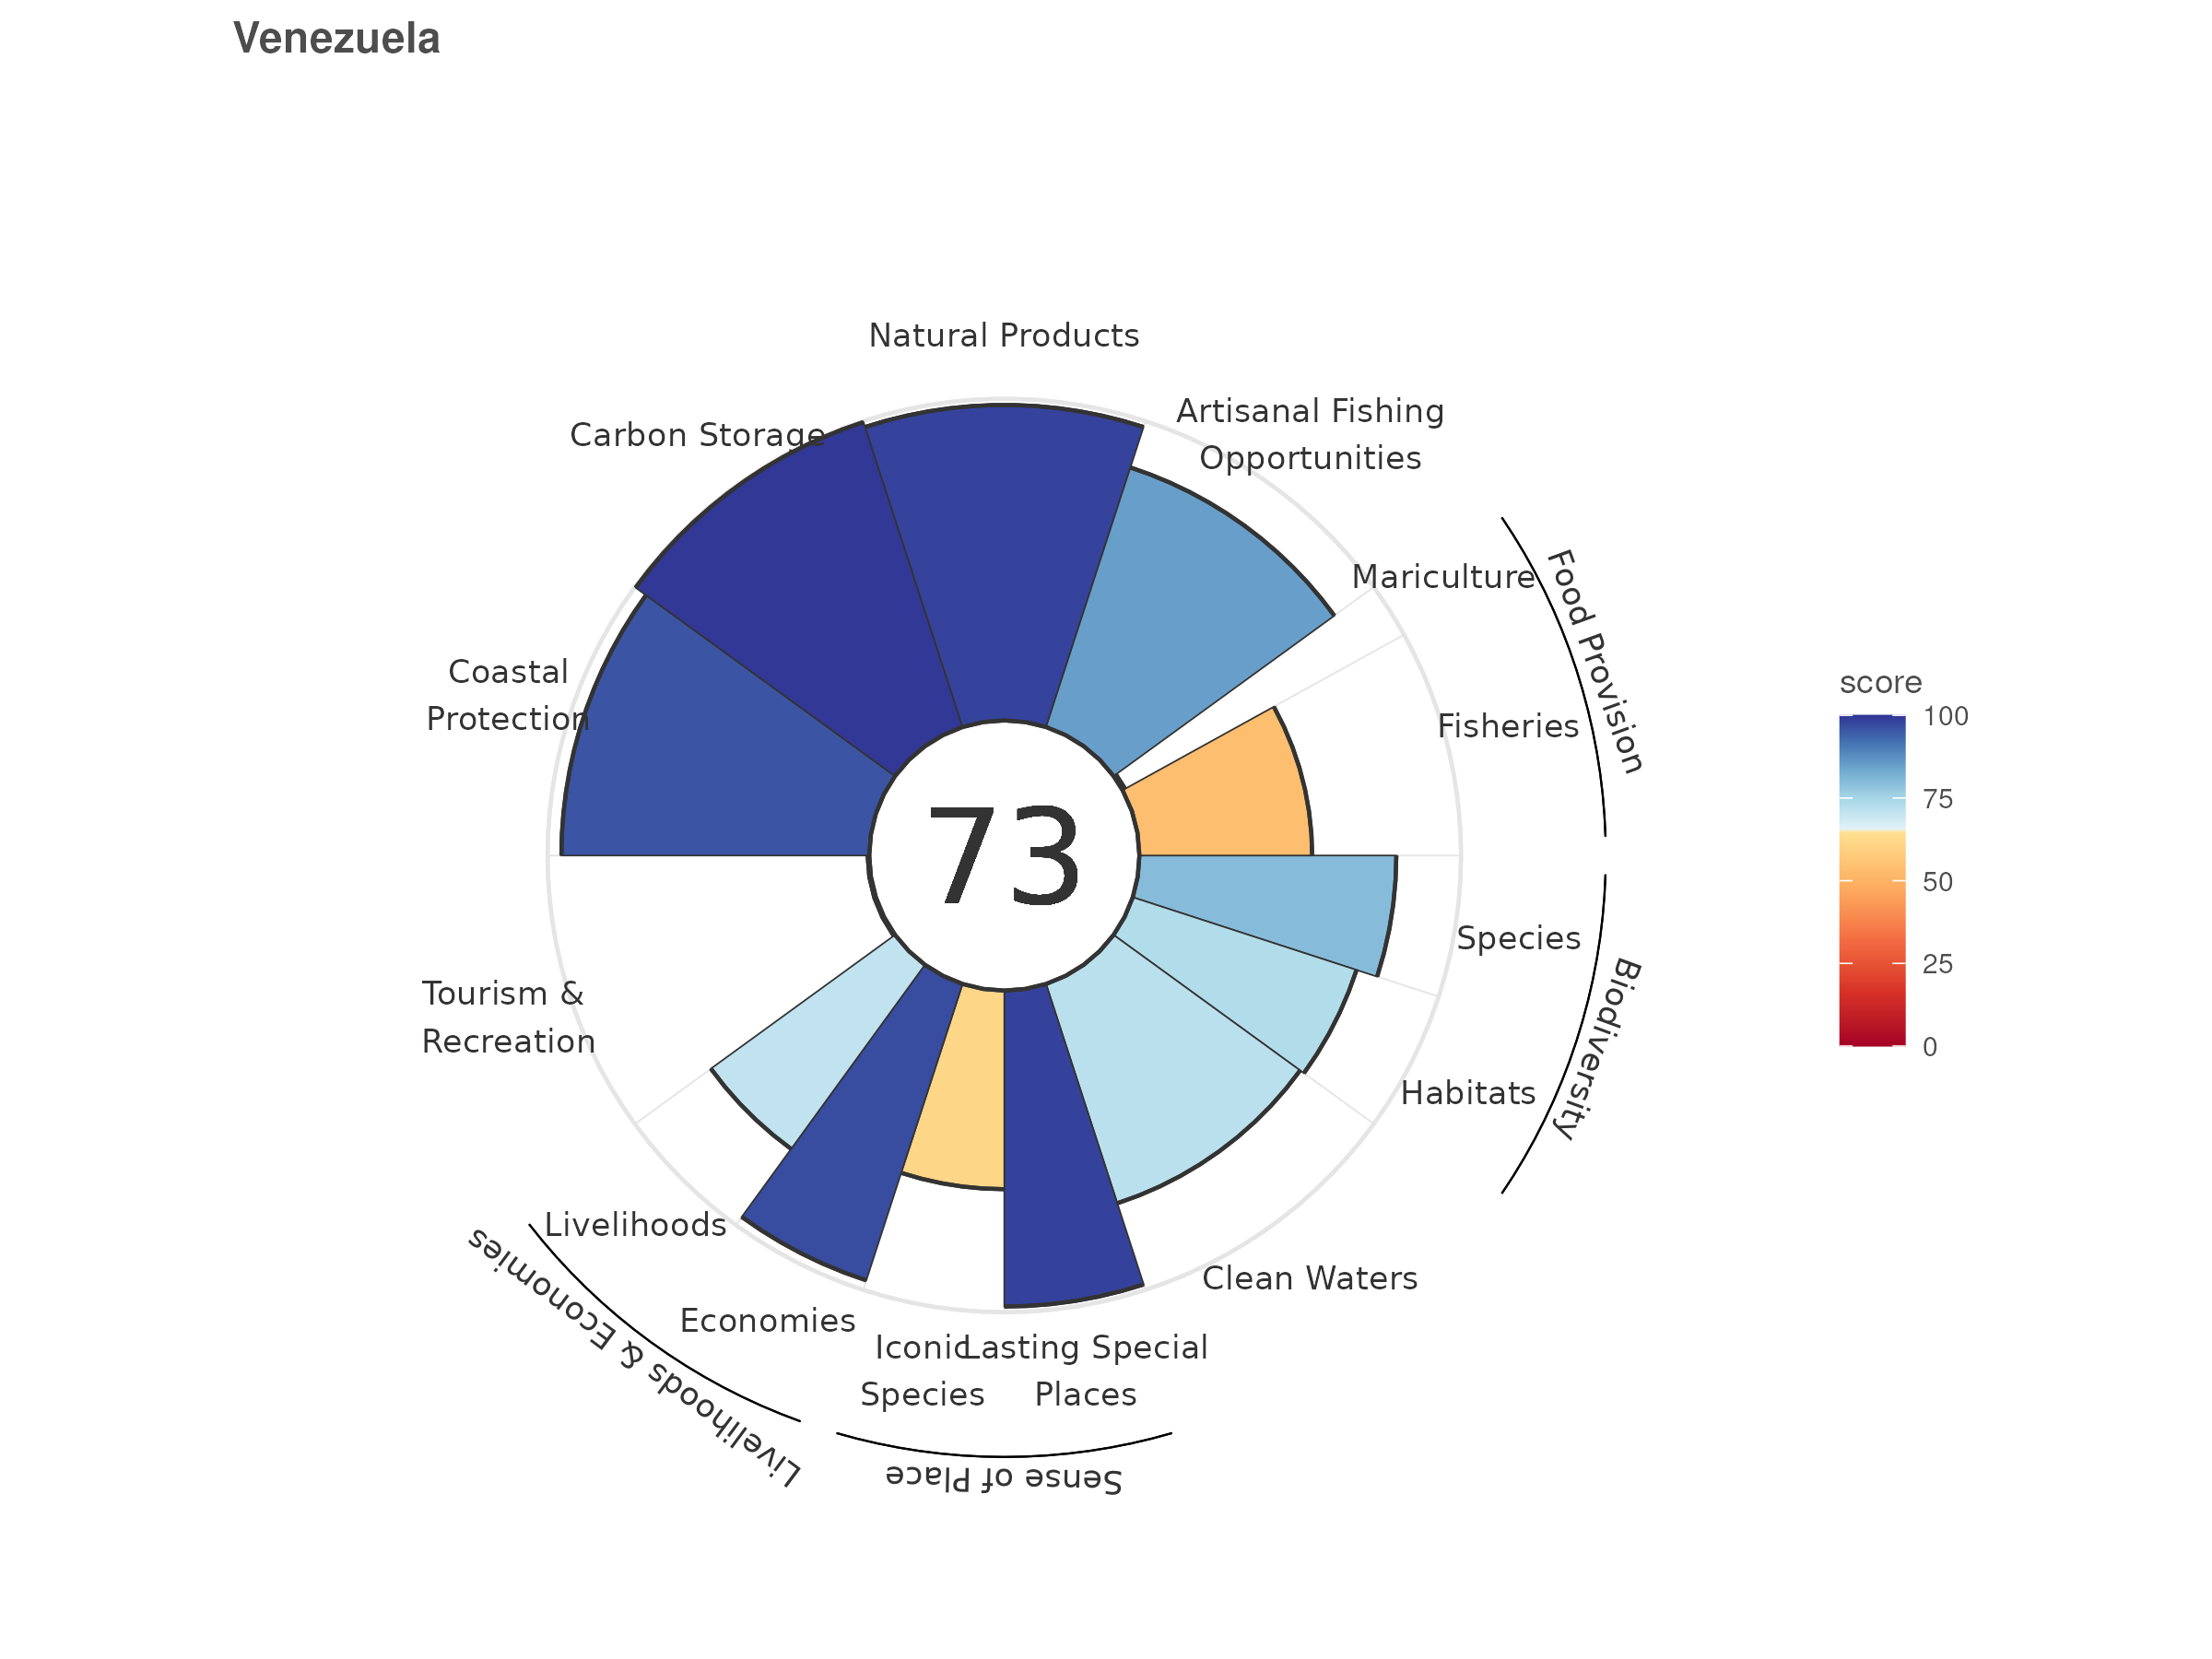 Venezuela
Natural Products
Artisanal Fishing
Opportunities
Carbon Storage
Mariculture
Food Provision
Fisheries
Coastal
Protection
score
100
75
50
25
0
73
Species
Biodiversity
Habitats
Tourism &
Recreation
Livelihoods
Livelihoods & Economies
Economies
Clean Waters
Iconic
Species
Lasting Special
Places
Sense of Place